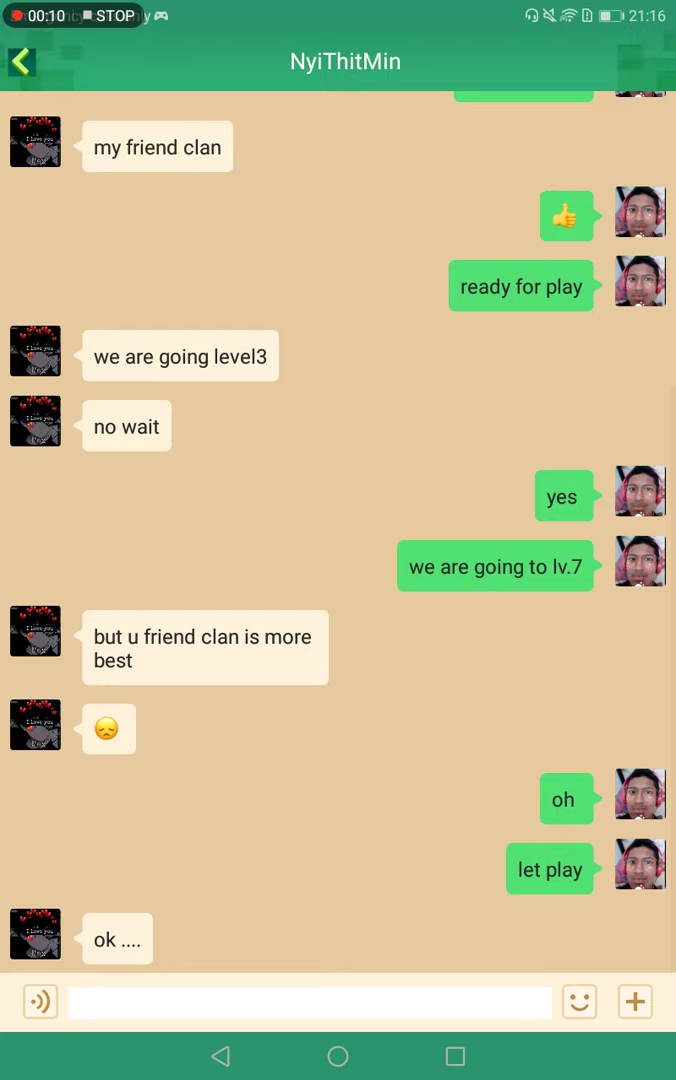 00:10 STOP
21:16
NyiThitMin
my friend clan
👍
ready for play
we are going level3
no wait
yes
we are going to lv.7
but u friend clan is more
best
😞
oh
let play
ok ....